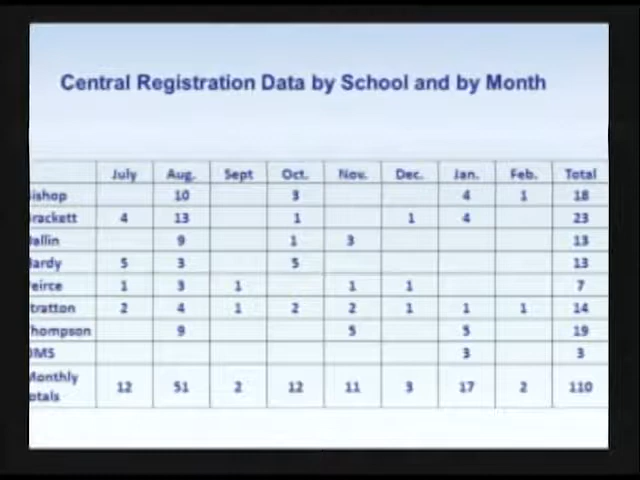 Central Registration Data by School and by Month
July Aug. Sept Oct. Nov. Dec. Jan. Feb. Total
ishop 10 3 4 1 18
rackett 4 13 1 1 4 23
allin 9 1 3 13
ardy 5 3 5 13
eirce 1 3 1 1 1 7
tratton 2 4 1 2 2 1 1 1 14
hompson 9 5 5 19
OMS 3 3
Monthly
otals 12 51 2 12 11 3 17 2 110